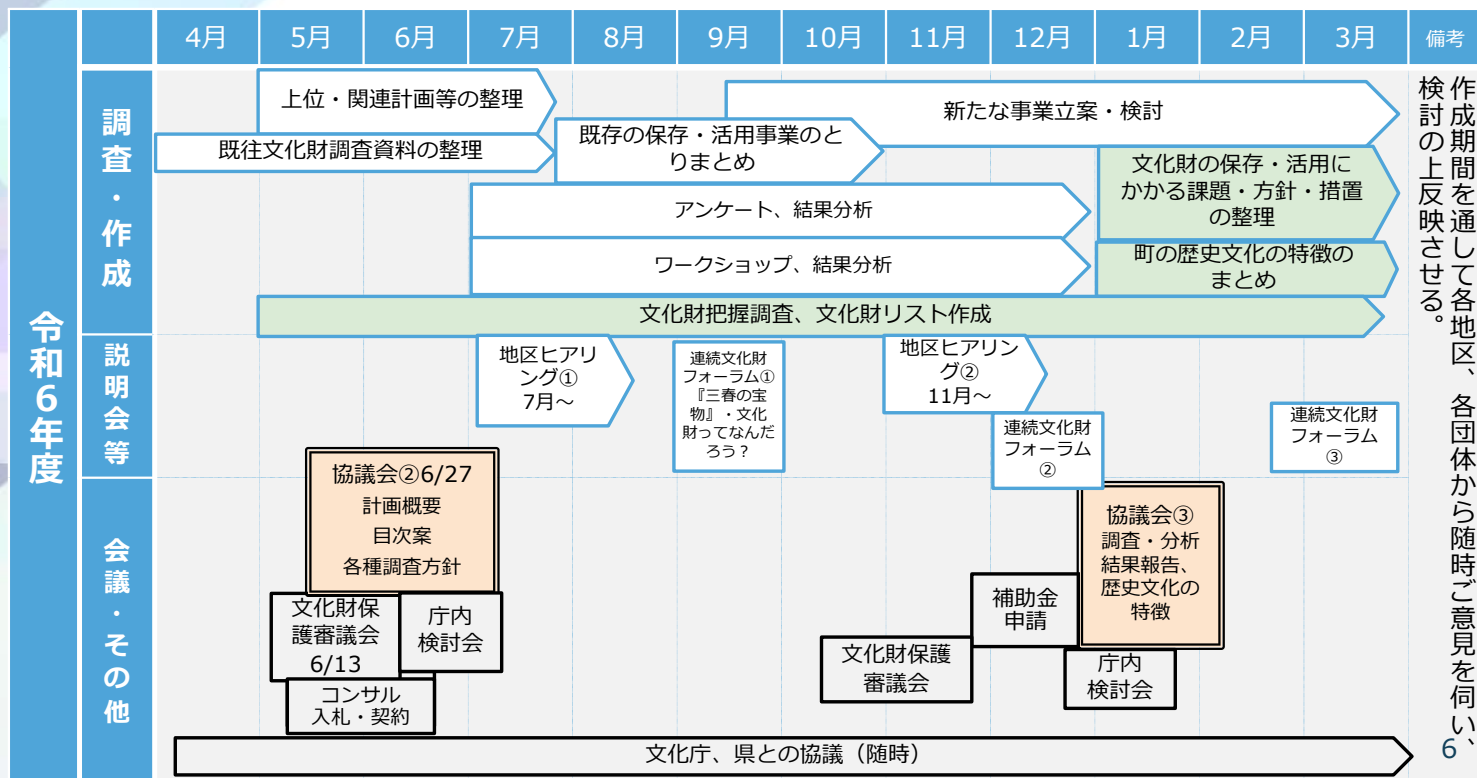 4月
5月
6月
7月
8月
9月
10月
11月
12月
1月
2月
3月
備考
令和6年度
調査・作成
上位・関連計画等の整理
既往文化財調査資料の整理
既存の保存・活用事業のと
りまとめ
新たな事業立案・検討
アンケート、結果分析
ワークショップ、結果分析
文化財の保存・活用に
かかる課題・方針・措置
の整理
町の歴史文化の特徴の
まとめ
文化財把握調査、文化財リスト作成
説明会等
地区ヒアリ
ング①
7月~
連続文化財
フォーラム①
『三春の宝
物』・文化
財ってなんだ
ろう?
地区ヒアリン
グ②
11月~
連続文化財
フォーラム
②
連続文化財
フォーラム
③
会議・その他
協議会②6/27
計画概要
目次案
各種調査方針
文化財保
護審議会
6/13
庁内
検討会
コンサル
入札・契約
文化財保護
審議会
補助金
申請
協議会③
調査・分析
結果報告、
歴史文化の
特徴
庁内
検討会
文化庁、県との協議(随時)
作成期間を通して各地区、各団体から随時ご意見を伺い、
検討の上反映させる。
6